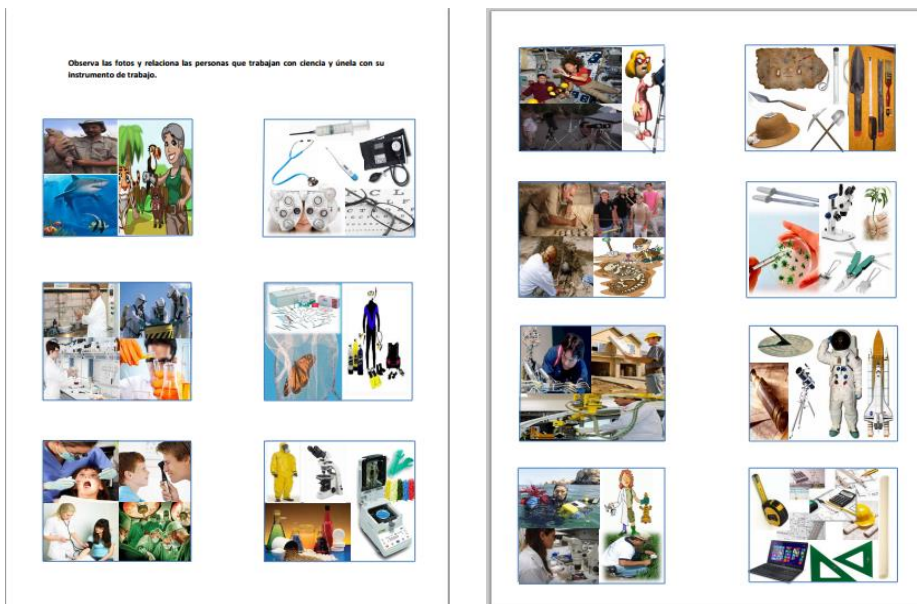 Observa las fotos y relaciona las personas que trabajan con ciencia y únela con su
instrumento de trabajo.